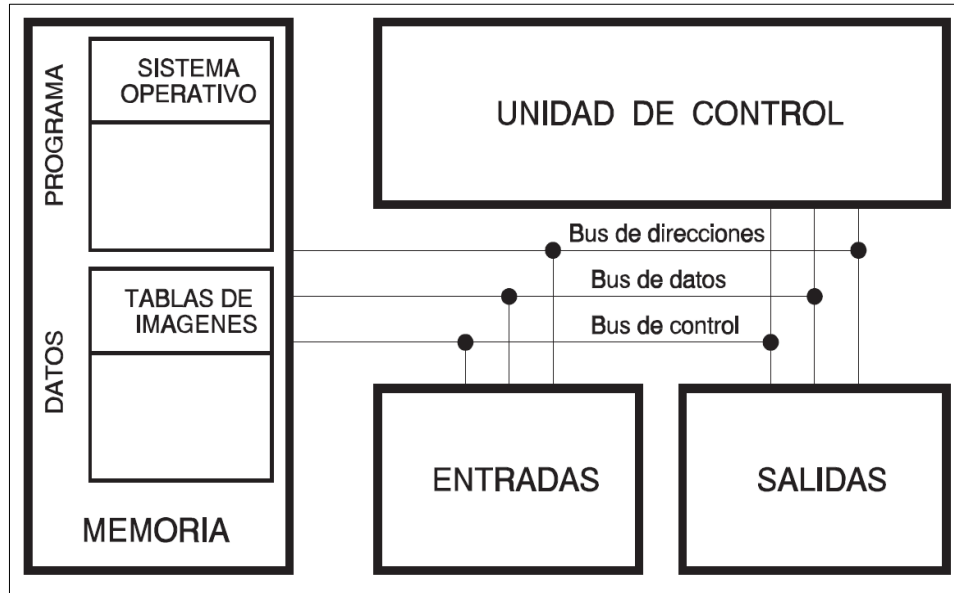 PROGRAMA
SISTEMA
OPERATIVO
UNIDAD DE CONTROL
Bus de direcciones
DATOS
TABLAS DE
IMAGENES
Bus de datos
Bus de control
ENTRADAS
SALIDAS
MEMORIA